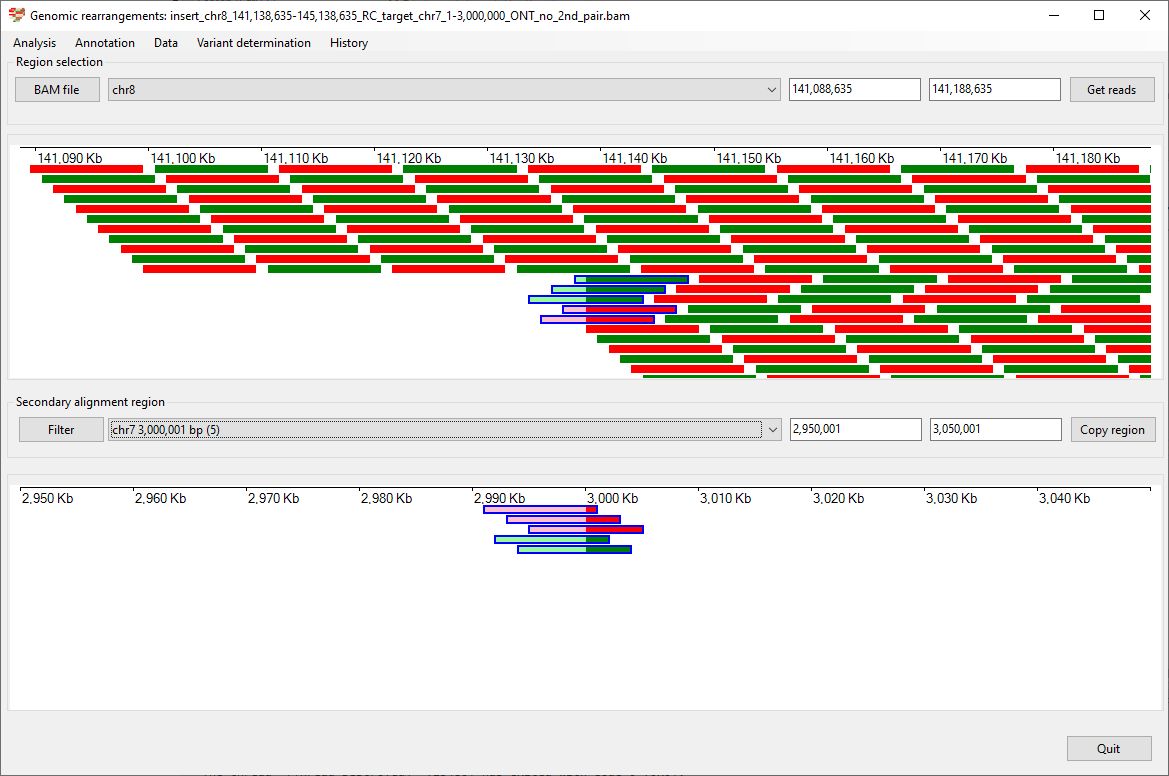 Genomic rearrangements: insert_chr8_141,138,635-145,138,635_RC_target_chr7_1-3,000,000_ONT_no_2nd_pair.bam
Analysis Annotation Data Variant determination History
Region selection
BAM file chr8 141,088,635 141,188,635 Get reads
141,090 Kb 141,100 Kb 141,110 Kb 141,120 Kb 141,130 Kb 141,140 Kb 141,150 Kb 141,160 Kb 141,170 Kb 141,180 Kb
Secondary alignment region
Filter chr7 3,000,001 bp (5) 2,950,001 3,050,001 Copy region
2,950 Kb 2,960 Kb 2,970 Kb 2,980 Kb 2,990 Kb 3,000 Kb 3,010 Kb 3,020 Kb 3,030 Kb 3,040 Kb
Quit